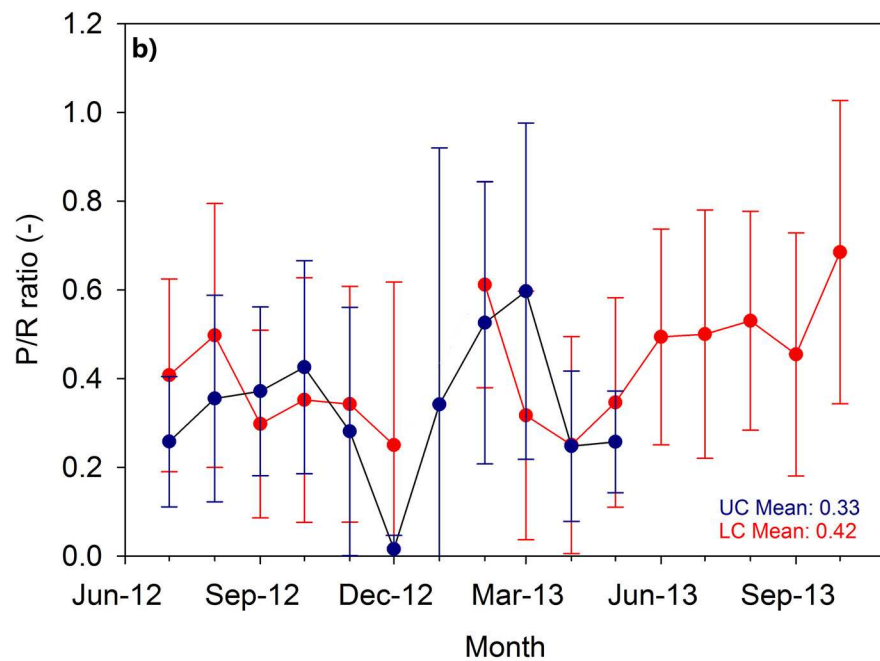 b)
1.2
1.0
0.8
0.6
0.4
0.2
0.0
P/R ratio (-)
UC Mean: 0.33
LC Mean: 0.42
Jun-12 Sep-12 Dec-12 Mar-13 Jun-13 Sep-13
Month